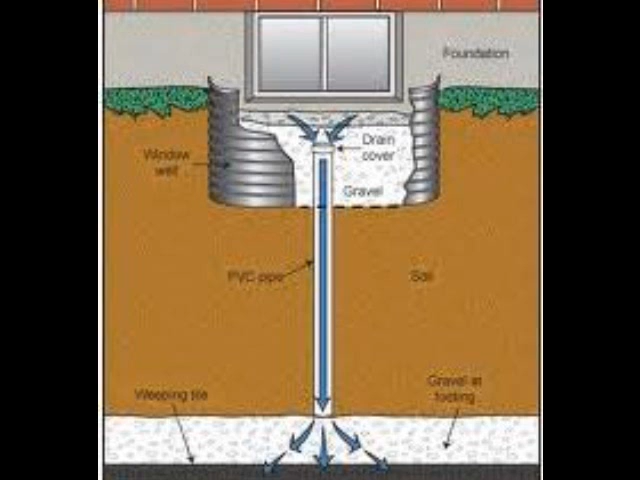 Foundation
Drain
cover
Window
well
Gravel
PVC pipe
Soil
Gravel at
footing
Weeping tile